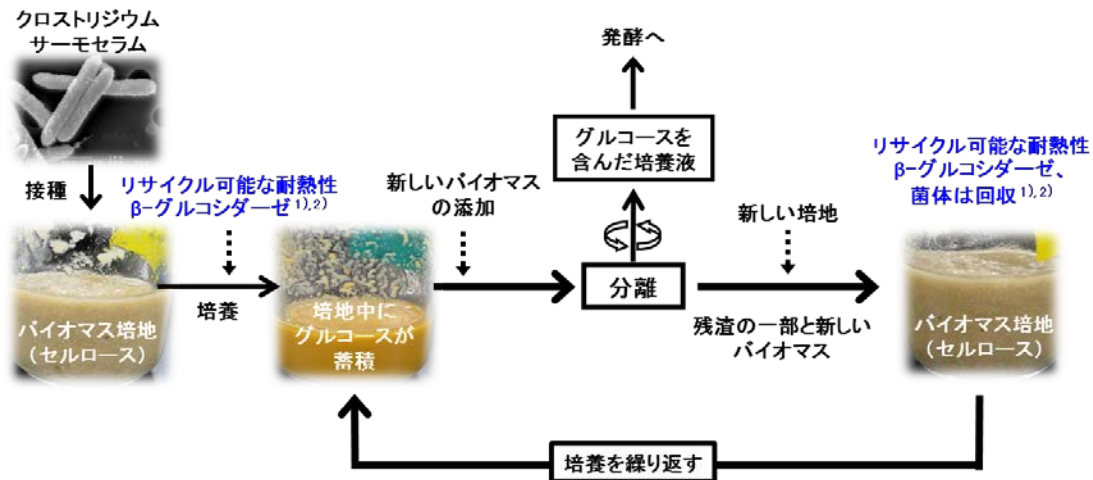 クロストリジウム
サーモセラム
接種
リサイクル可能な耐熱性
β-グルコシダーゼ1),2)
新しいバイオマス
の添加
発酵へ
グルコースを
含んだ培養液
新しい培地
リサイクル可能な耐熱性
β-グルコシダーゼ、
菌体は回収1),2)
バイオマス培地
(セルロース)
培養
培地中に
グルコースが
蓄積
分離
残渣の一部と新しい
バイオマス
バイオマス培地
(セルロース)
培養を繰り返す